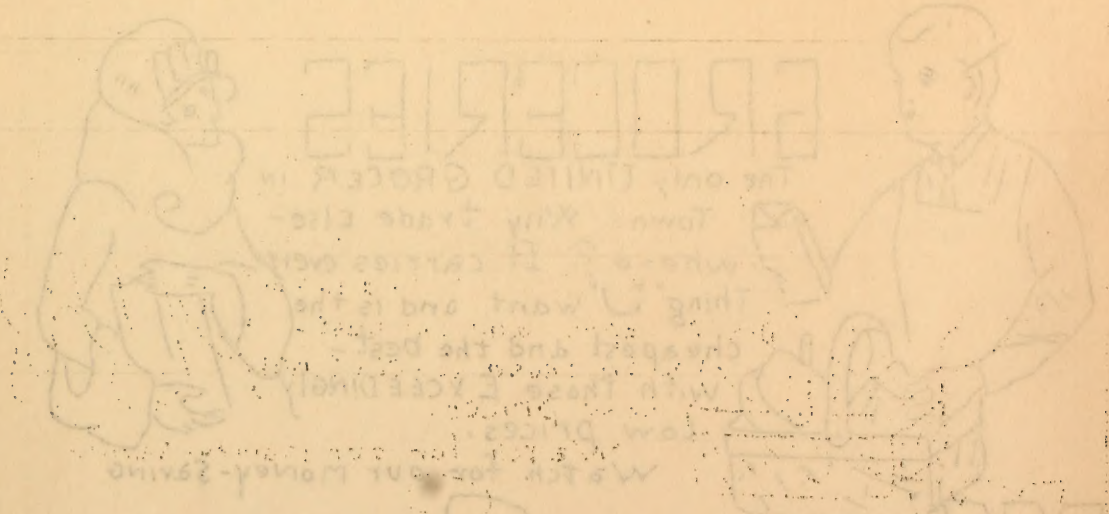 GROCERIES
The only UNITED GROCER in
Town. Why trade else-
where? It carries every
Thing "U" want and is the
cheapest and the best -
with those EXCEEDINGLY
Low prices.
Watch for our money-saving